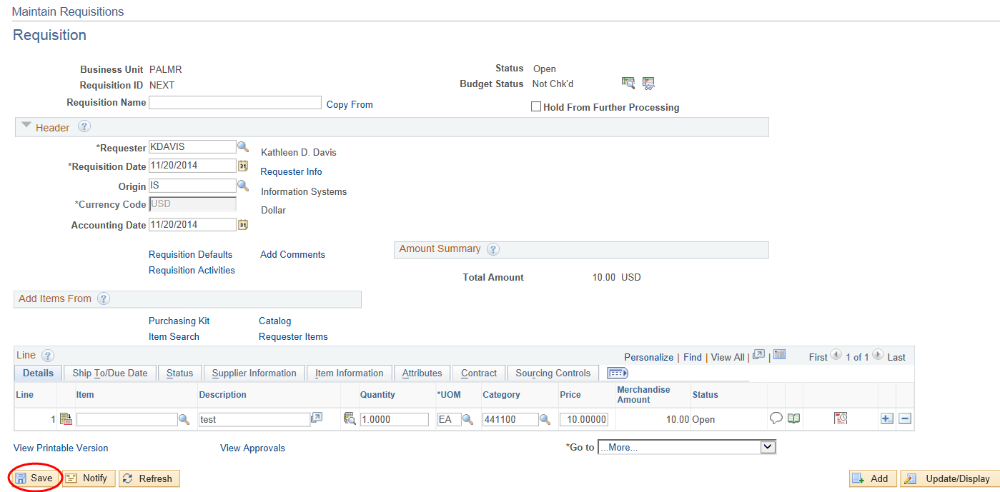 Maintain Requisitions
Requisition
Business Unit PALMR
Status Open
Requisition ID NEXT
Budget Status Not Chk'd
Requisition Name Copy From
Hold From Further Processing
Header ?
*Requester KDAVIS Kathleen D. Davis
*Requisition Date 11/20/2014 31 Requester Info
Origin IS Information Systems
*Currency Code USD Dollar
Accounting Date 11/20/2014 31
Requisition Defaults Add Comments
Amount Summary ?
Requisition Activities
Total Amount 10.00 USD
Add Items From ?
Purchasing Kit Catalog
Item Search Requester Items
Line ? Personalize | Find | View All | | First 1 of 1 Last
Details Ship To/Due Date Status Supplier Information Item Information Attributes Contract Sourcing Controls
Line Item Description Quantity *UOM Category Price Merchandise Amount Status
1 test 1.0000 EA 441100 10.00000 10.00 Open
View Printable Version View Approvals *Go to ...More...
Save Notify Refresh Add Update/Display